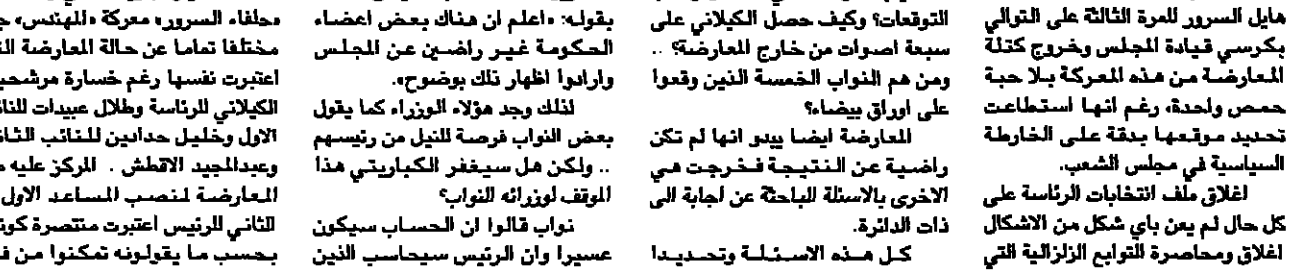 هايل السرور للمرة الثالثة على التوالي
بكرسي قيادة المجلس وخروج كتلة
المعارضة من هذه المعركة بلا حبة
حمص واحدة، رغم انها استطاعت
تحديد موقعها بدقة على الخارطة
السياسية في مجلس الشعب.
اغلاق ملف انتخابات الرئاسة على
كل حال لم يعن باي شكل من الاشكال
اغلاق ومحاصرة التوابع الزلزالية التي
التوقعات؟ وكيف حصل الكيلاني على
سبعة اصوات من خارج المعارضة؟ ..
ومن هم النواب الخمسة الذين وقعوا
على اوراق بيضاء؟
المعارضة ايضا يبدو انها لم تكن
راضية عن النتيجة فخرجت هي
الاخرى بالاسئلة الباحثة عن اجابة الى
ذات الدائرة.
كل هذه الاسئلة وتحديدا
بقوله: «اعلم ان هناك بعض اعضاء
الحكومة غير راضين عن المجلس
وارادوا اظهار ذلك بوضوح».
لذلك وجد هؤلاء الوزراء كما يقول
بعض النواب فرصة للنيل من رئيسهم
.. ولكن هل سيغفر الكباريتي هذا
الموقف لوزرائه النواب؟
نواب قالوا ان الحساب سيكون
عسيرا وان الرئيس سيحاسب الذين
«حلفاء السرور» معركة «المهندس»
مختلفا تماما عن حالة المعارضة
اعتبرت نفسها رغم خسارة
الكيلاني للرئاسة وطلال عبيدات
الاول وخليل حدادين للنائب
وعبدالمجيد الاقطش . المركز عليه
المعارضة لمنصب المساعد الاول
الثاني للرئيس اعتبرت منتصرة
بحسب ما يقولونه تمكنوا من